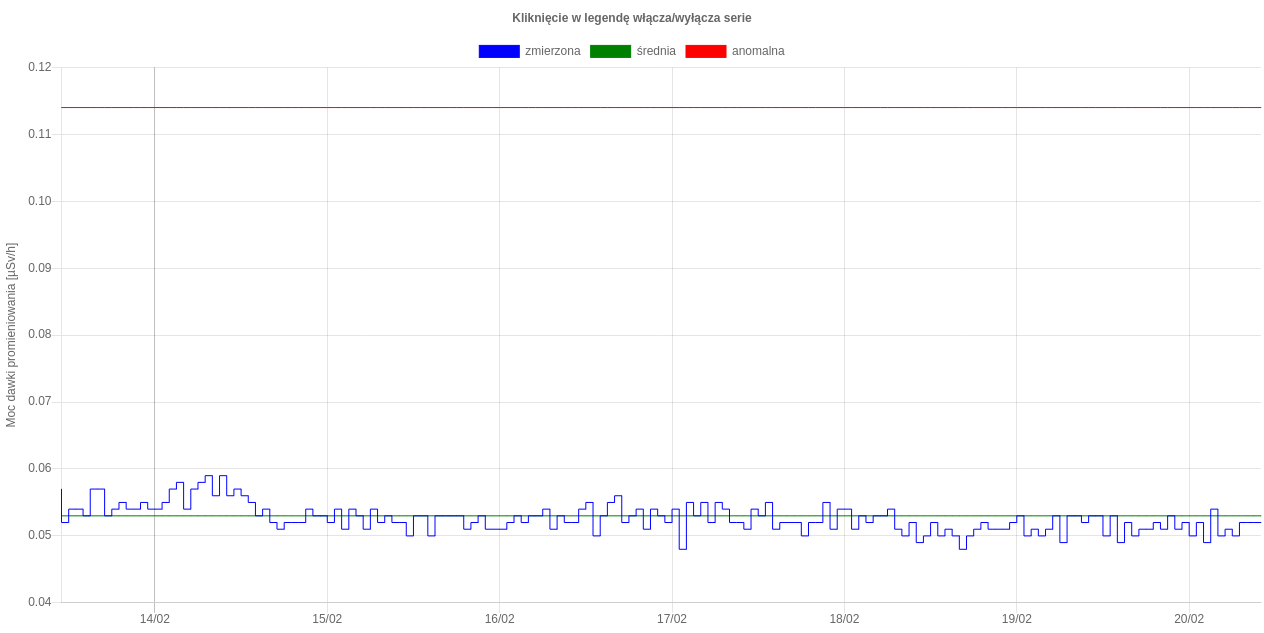 Kliknięcie w legendę włącza/wyłącza serie
zmierzona średnia anomalna
Moc dawki promieniowania [µSv/h]
0.12
0.11
0.10
0.09
0.08
0.07
0.06
0.05
0.04
14/02 15/02 16/02 17/02 18/02 19/02 20/02